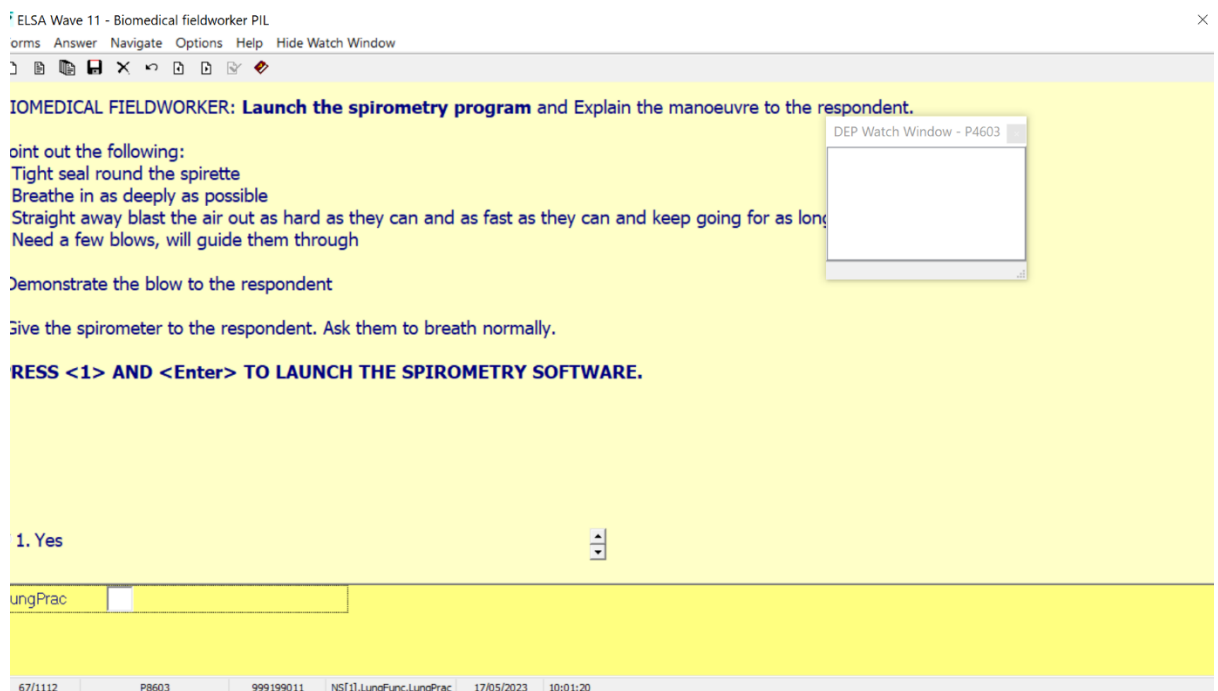 ELSA Wave 11 - Biomedical fieldworker PIL
orms Answer Navigate Options Help Hide Watch Window
IOMEDICAL FIELDWORKER: Launch the spirometry program and Explain the manoeuvre to the respondent.
DEP Watch Window - P4603
oint out the following:
Tight seal round the spirette
Breathe in as deeply as possible
Straight away blast the air out as hard as they can and as fast as they can and keep going for as long
Need a few blows, will guide them through
Demonstrate the blow to the respondent
Give the spirometer to the respondent. Ask them to breath normally.
RESS <1> AND <Enter> TO LAUNCH THE SPIROMETRY SOFTWARE.
1. Yes
ungPrac
67/1112 P8603 999199011 NS[1].LungFunc.LungPrac 17/05/2023 10:01:20